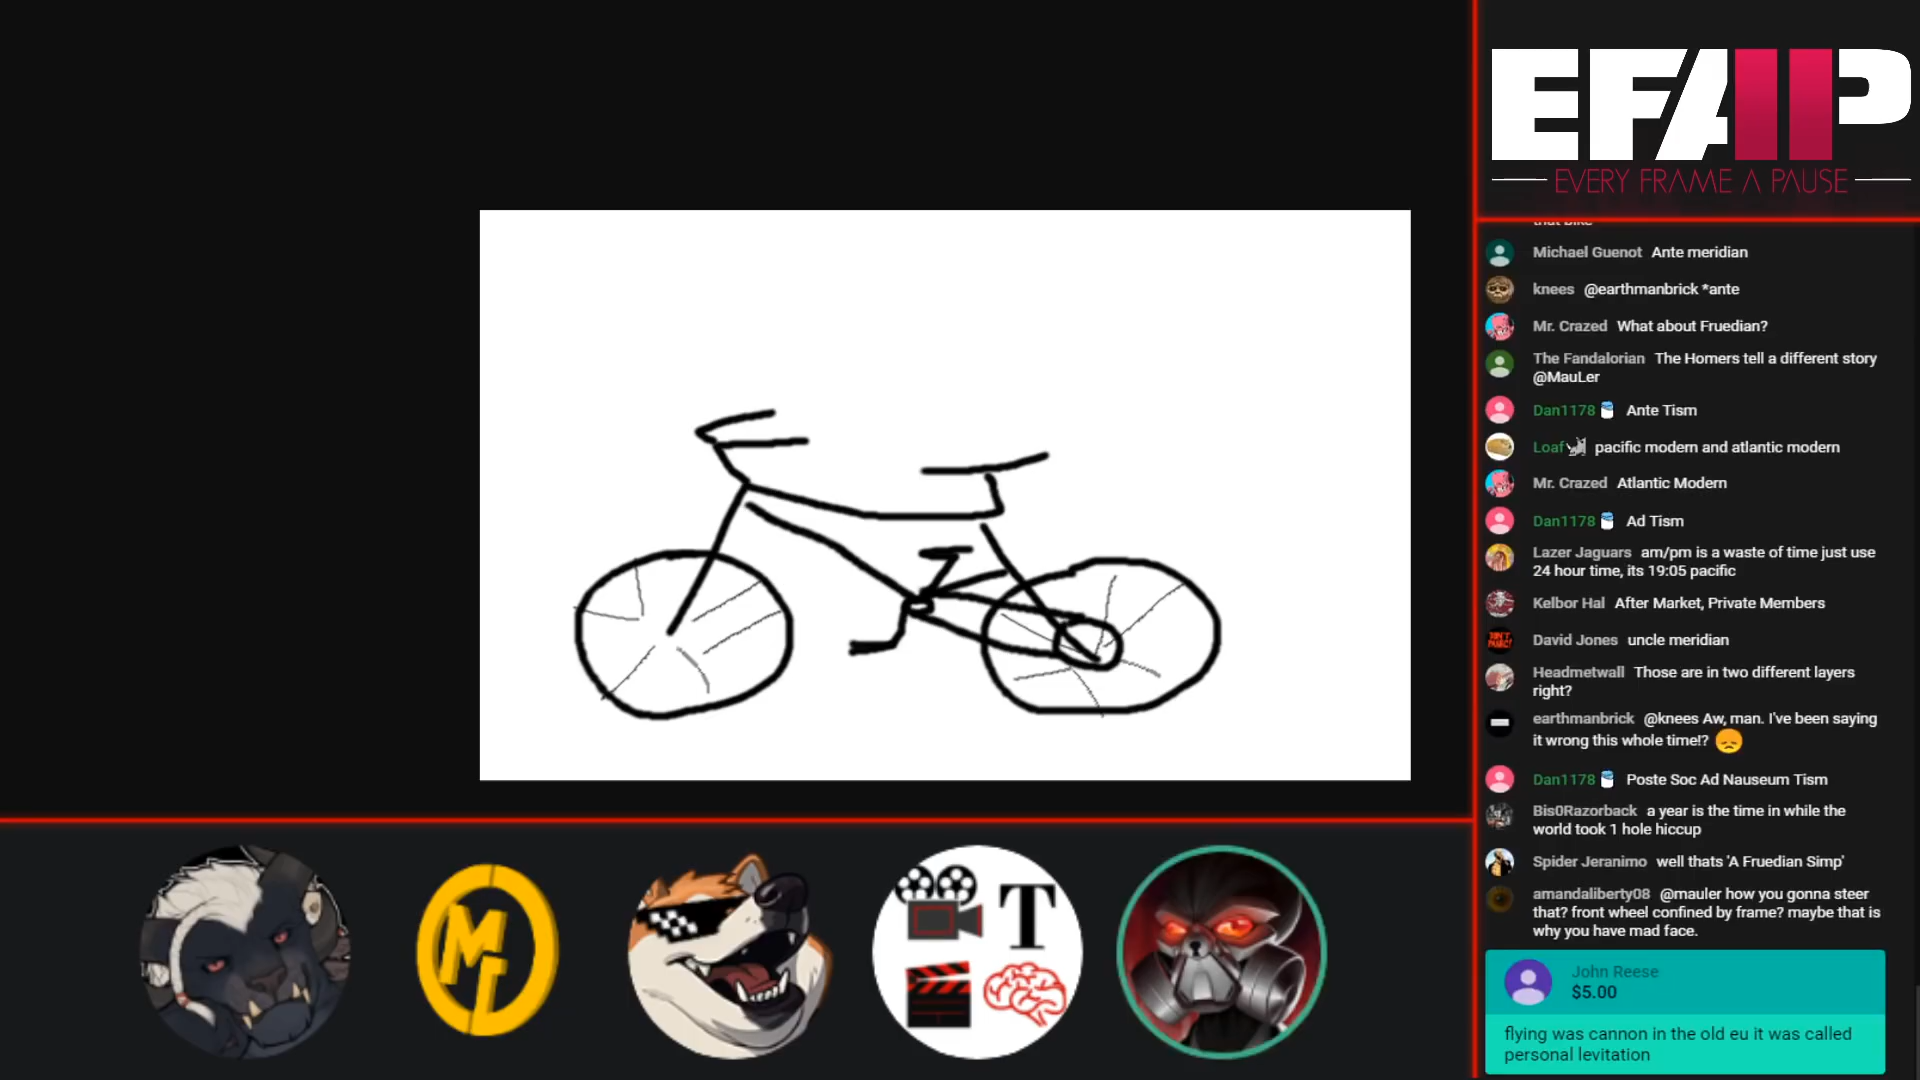 EFAP
EVERY FRAME A PAUSE
that bike
Michael Guenot Ante meridian
knees @earthmanbrick *ante
Mr. Crazed What about Fruedian?
The Fandalorian The Homers tell a different story
@MauLer
Dan1178 Ante Tism
Loaf pacific modern and atlantic modern
Mr. Crazed Atlantic Modern
Dan1178 Ad Tism
Lazer Jaguars am/pm is a waste of time just use
24 hour time, its 19:05 pacific
Kelbor Hal After Market, Private Members
David Jones uncle meridian
Headmetwall Those are in two different layers
right?
earthmanbrick @knees Aw, man. I've been saying
it wrong this whole time!?
Dan1178 Poste Soc Ad Nauseum Tism
Bis0Razorback a year is the time in while the
world took 1 hole hiccup
Spider Jeranimo well thats 'A Fruedian Simp'
amandaliberty08 @mauler how you gonna steer
that? front wheel confined by frame? maybe that is
why you have mad face.
John Reese
$5.00
flying was cannon in the old eu it was called
personal levitation
ML
T